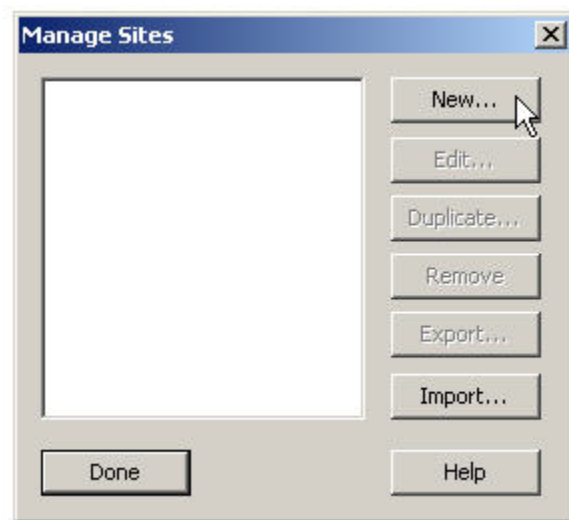 Manage Sites
New...
Edit...
Duplicate...
Remove
Export...
Import...
Done
Help